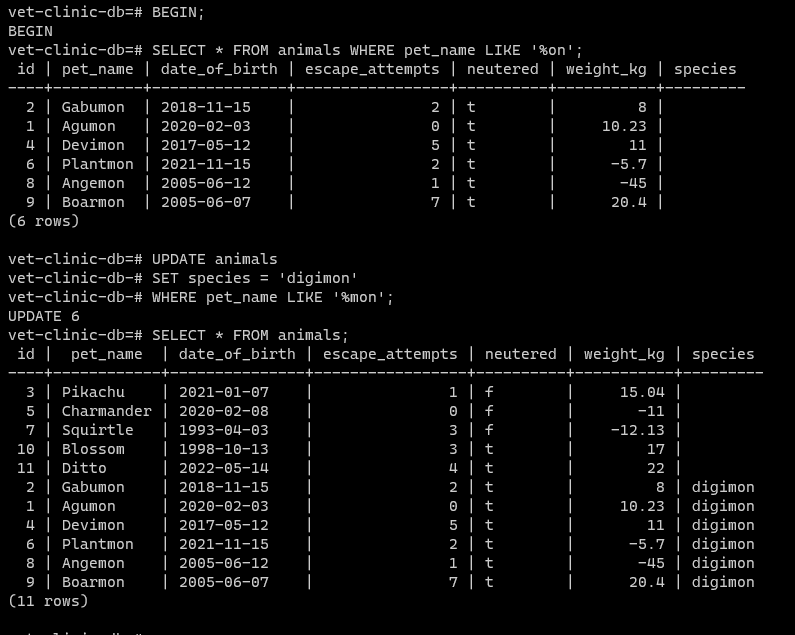 vet-clinic-db=# BEGIN;
BEGIN
vet-clinic-db=# SELECT * FROM animals WHERE pet_name LIKE '%on';
 id | pet_name | date_of_birth | escape_attempts | neutered | weight_kg | species
----+----------+---------------+-----------------+----------+-----------+---------
  2 | Gabumon  | 2018-11-15    |               2 | t        |         8 |
  1 | Agumon   | 2020-02-03    |               0 | t        |     10.23 |
  4 | Devimon  | 2017-05-12    |               5 | t        |        11 |
  6 | Plantmon | 2021-11-15    |               2 | t        |      -5.7 |
  8 | Angemon  | 2005-06-12    |               1 | t        |       -45 |
  9 | Boarmon  | 2005-06-07    |               7 | t        |      20.4 |
(6 rows)

vet-clinic-db=# UPDATE animals
vet-clinic-db-# SET species = 'digimon'
vet-clinic-db-# WHERE pet_name LIKE '%mon';
UPDATE 6
vet-clinic-db=# SELECT * FROM animals;
 id |  pet_name  | date_of_birth | escape_attempts | neutered | weight_kg | species
----+------------+---------------+-----------------+----------+-----------+---------
  3 | Pikachu    | 2021-01-07    |               1 | f        |     15.04 |
  5 | Charmander | 2020-02-08    |               0 | f        |       -11 |
  7 | Squirtle   | 1993-04-03    |               3 | f        |    -12.13 |
 10 | Blossom    | 1998-10-13    |               3 | t        |        17 |
 11 | Ditto      | 2022-05-14    |               4 | t        |        22 |
  2 | Gabumon    | 2018-11-15    |               2 | t        |         8 | digimon
  1 | Agumon     | 2020-02-03    |               0 | t        |     10.23 | digimon
  4 | Devimon    | 2017-05-12    |               5 | t        |        11 | digimon
  6 | Plantmon   | 2021-11-15    |               2 | t        |      -5.7 | digimon
  8 | Angemon    | 2005-06-12    |               1 | t        |       -45 | digimon
  9 | Boarmon    | 2005-06-07    |               7 | t        |      20.4 | digimon
(11 rows)